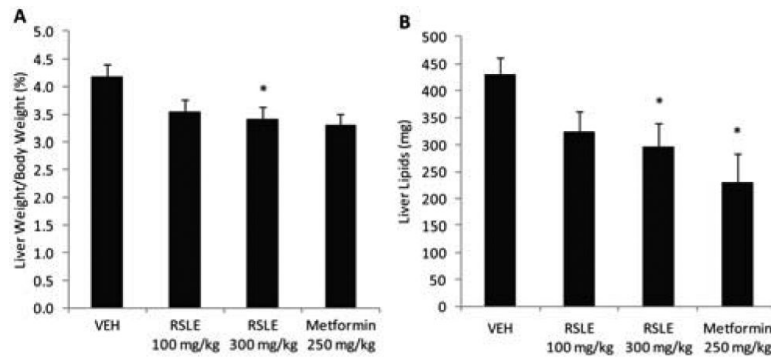 A
Liver Weight/Body Weight (%)
4.5
4.0
3.5
3.0
2.5
2.0
1.5
1.0
0.5
0.0
*
VEH
RSLE
100 mg/kg
RSLE
300 mg/kg
Metformin
250 mg/kg
B
Liver Lipids (mg)
500
450
400
350
300
250
200
150
100
50
0
*
*
VEH
RSLE
100 mg/kg
RSLE
300 mg/kg
Metformin
250 mg/kg